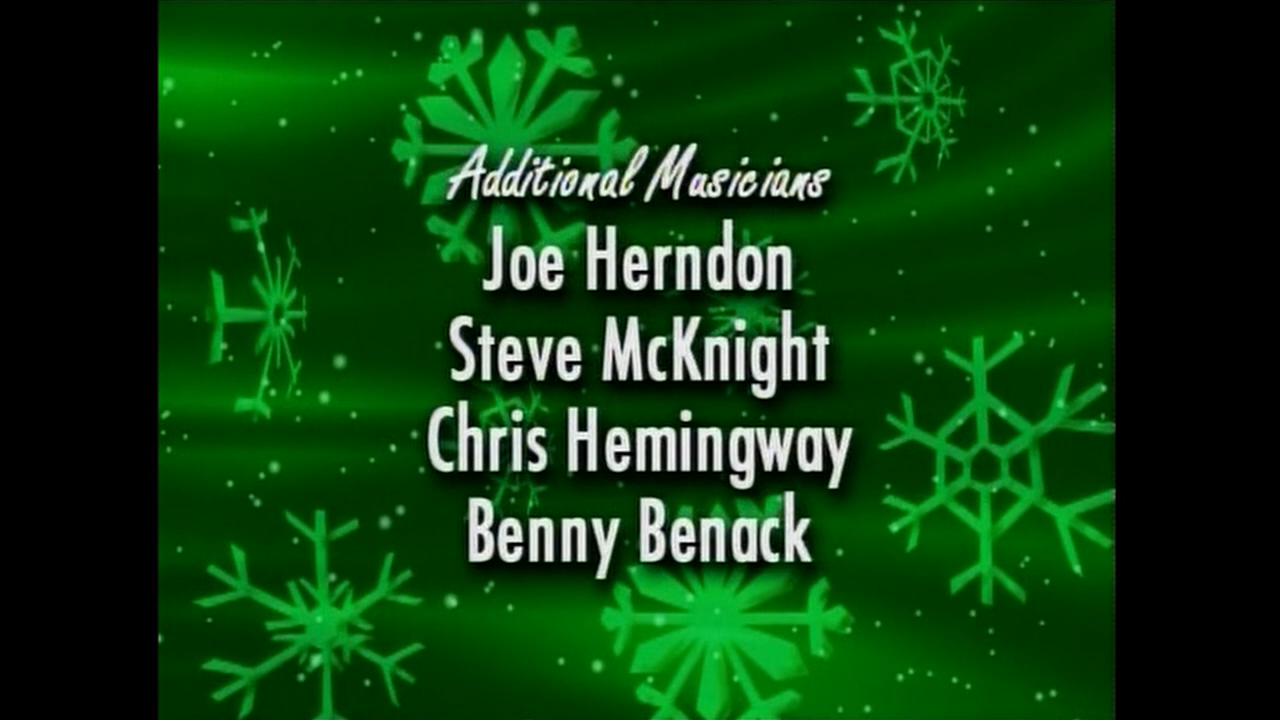 Additional Musicians
Joe Herndon
Steve McKnight
Chris Hemingway
Benny Benack